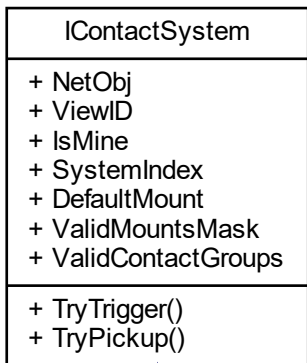 IContactSystem
+ NetObj
+ ViewID
+ IsMine
+ SystemIndex
+ DefaultMount
+ ValidMountsMask
+ ValidContactGroups
+ TryTrigger()
+ TryPickup()